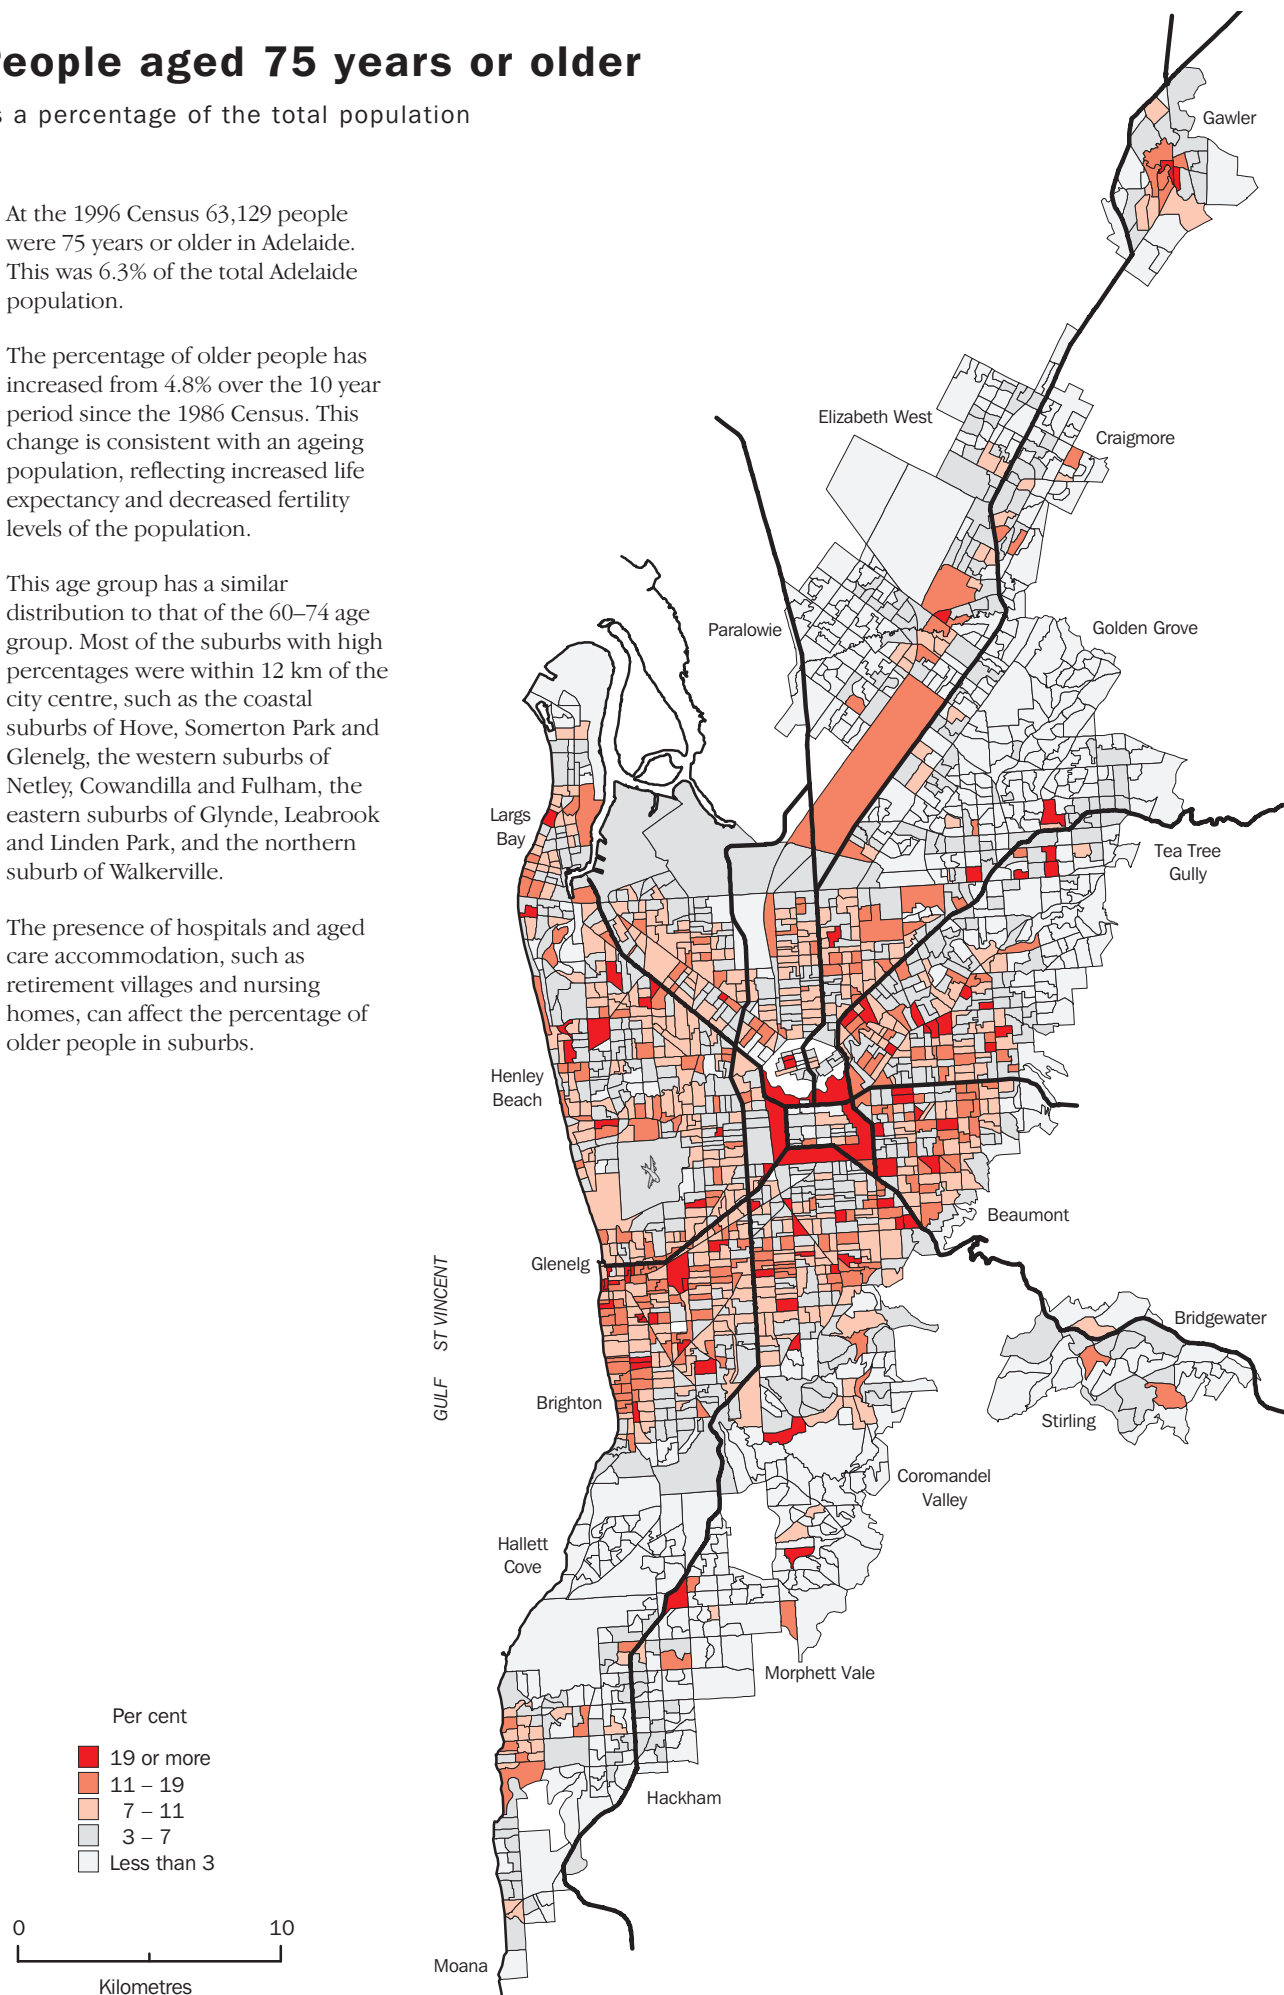 People aged 75 years or older
s a percentage of the total population
At the 1996 Census 63,129 people
were 75 years or older in Adelaide.
This was 6.3% of the total Adelaide
population.
The percentage of older people has
increased from 4.8% over the 10 year
period since the 1986 Census. This
change is consistent with an ageing
population, reflecting increased life
expectancy and decreased fertility
levels of the population.
This age group has a similar
distribution to that of the 60–74 age
group. Most of the suburbs with high
percentages were within 12 km of the
city centre, such as the coastal
suburbs of Hove, Somerton Park and
Glenelg, the western suburbs of
Netley, Cowandilla and Fulham, the
eastern suburbs of Glynde, Leabrook
and Linden Park, and the northern
suburb of Walkerville.
The presence of hospitals and aged
care accommodation, such as
retirement villages and nursing
homes, can affect the percentage of
older people in suburbs.
Gawler
Elizabeth West
Craigmore
Paralowie
Golden Grove
Largs
Bay
Tea Tree
Gully
Henley
Beach
Beaumont
Glenelg
GULF ST VINCENT
Bridgewater
Brighton
Stirling
Coromandel
Valley
Hallett
Cove
Morphett Vale
Hackham
Moana
Per cent
19 or more
11 – 19
7 – 11
3 – 7
Less than 3
0 10
Kilometres